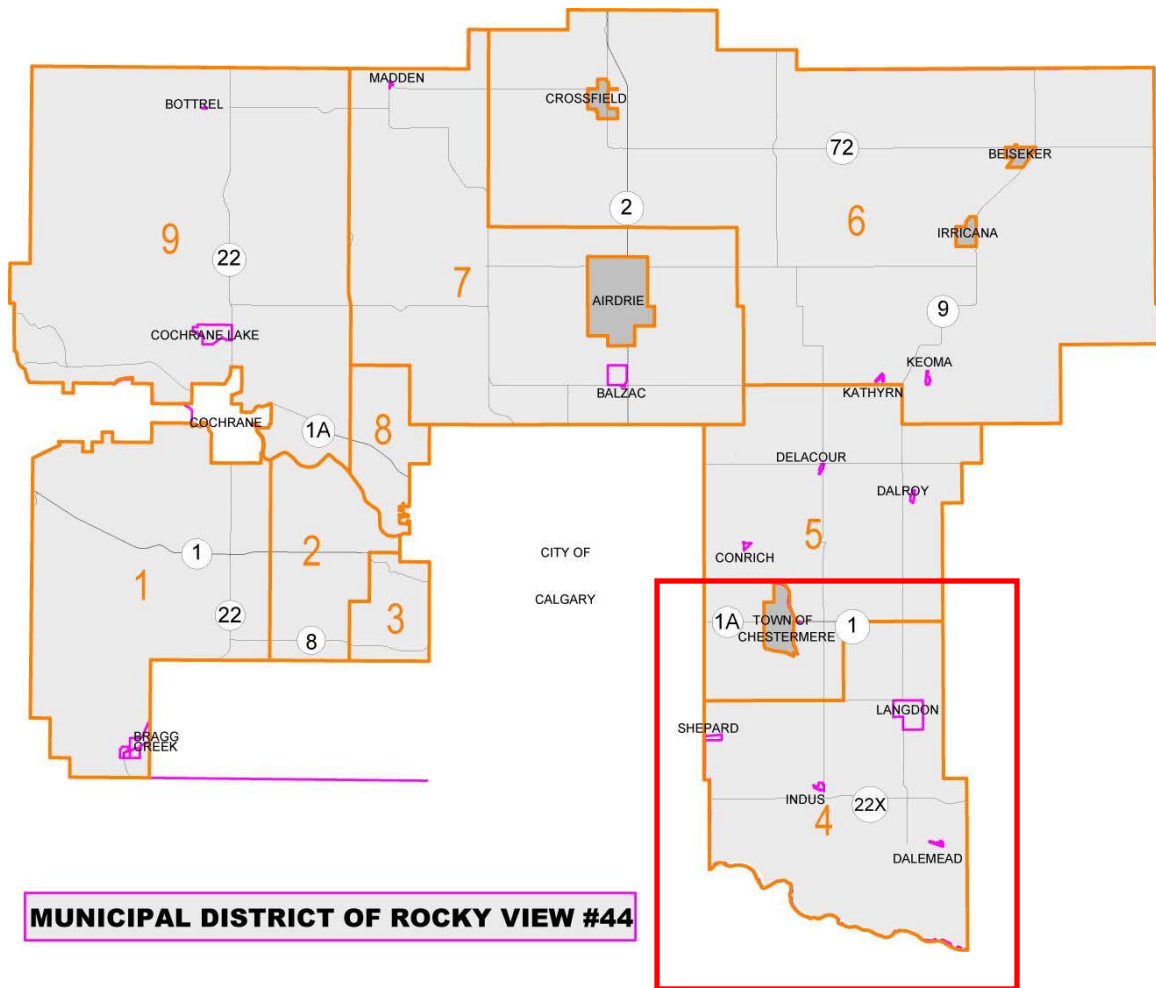 MADDEN
BOTTREL
CROSSFIELD
72
BEISEKER
2
6
IRRICANA
9
22
7
AIRDRIE
9
COCHRANE LAKE
KEOMA
BALZAC
KATHYRN
COCHRANE
1A
8
DELACOUR
DALROY
5
CITY OF
CALGARY
CONRICH
1
2
1
3
22
8
1A
TOWN OF
CHESTERMERE
1
LANGDON
SHEPARD
BRAGG
CREEK
INDUS
22X
4
DALEMEAD
MUNICIPAL DISTRICT OF ROCKY VIEW #44